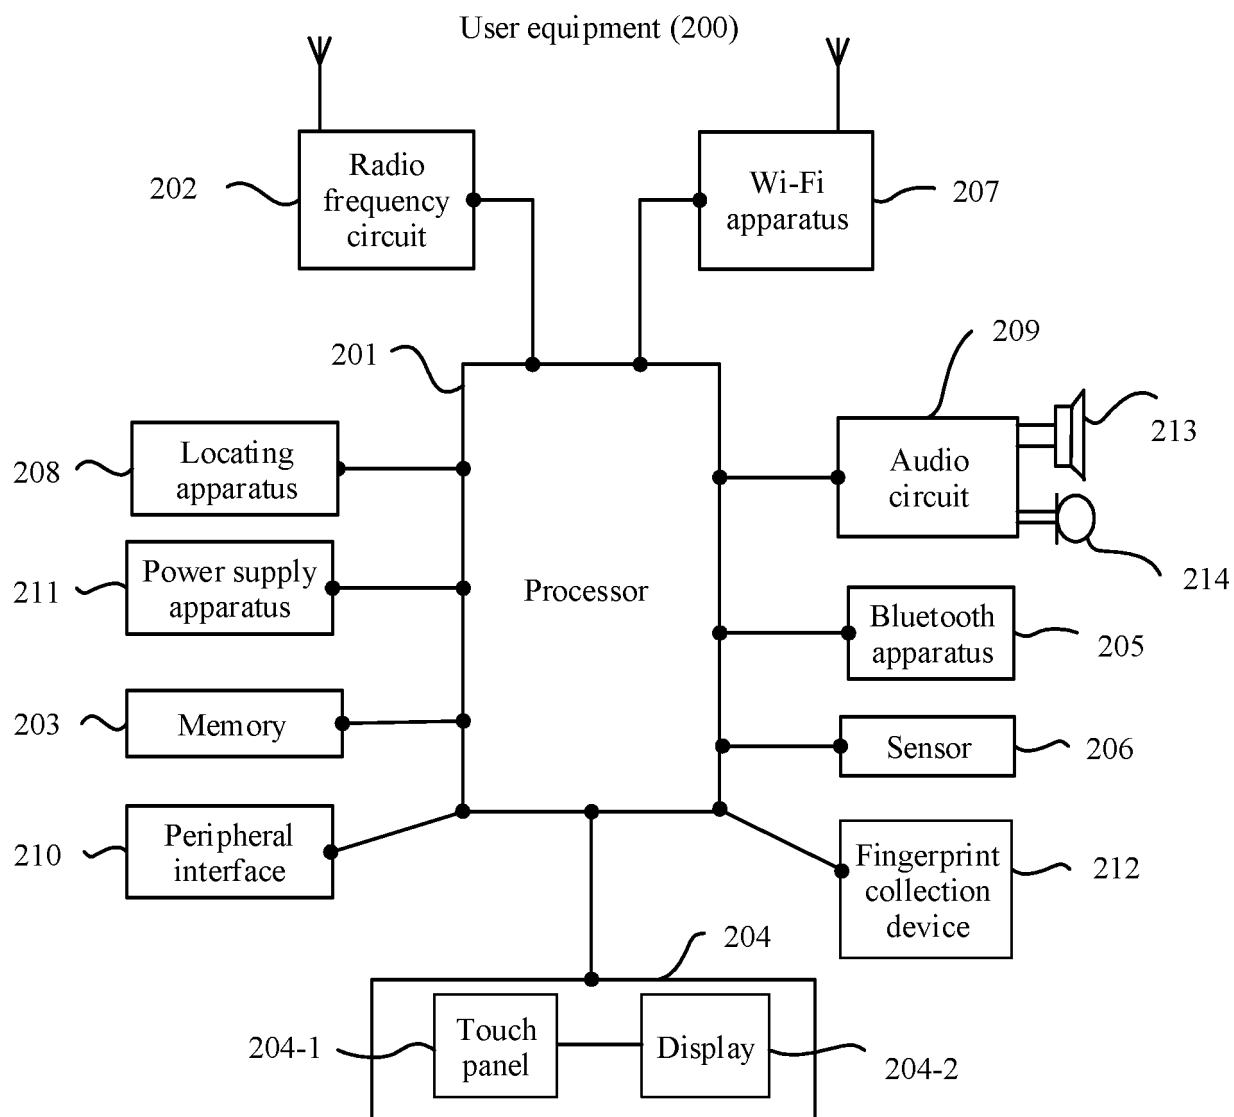 User equipment (200)
202
Radio
frequency
circuit
Wi-Fi
apparatus
207
201
209
208
Locating
apparatus
Audio
circuit
213
211
Power supply
apparatus
Processor
214
Bluetooth
apparatus
205
203
Memory
Sensor
206
210
Peripheral
interface
Fingerprint
collection
device
212
204
204-1
Touch
panel
Display
204-2